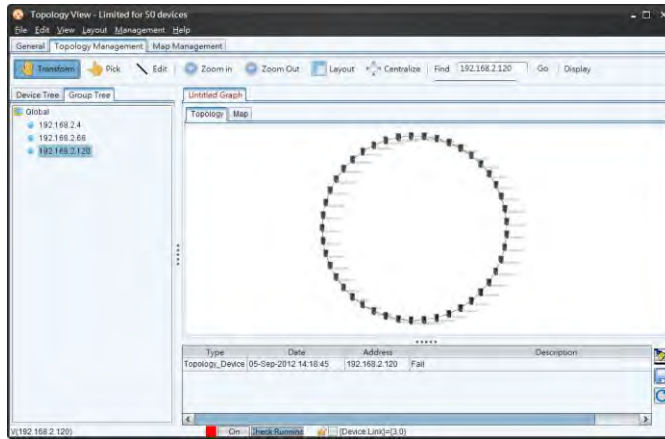 Topology View - Limited for 50 devices
File Edit View Layout Management Help
General Topology Management Map Management
Transform Pick Edit Zoom in Zoom Out Layout Centralize Find 192.168.2.120 Go Display
Device Tree Group Tree
Untitled Graph
Global
Topology Map
192.168.2.4
192.168.2.66
192.168.2.120
Type Date Address Description
Topology_Device 05-Sep-2012 14:18:45 192.168.2.120 Fail
V(192.168.2.120) On Check Running (Device,Link)=(3,0)